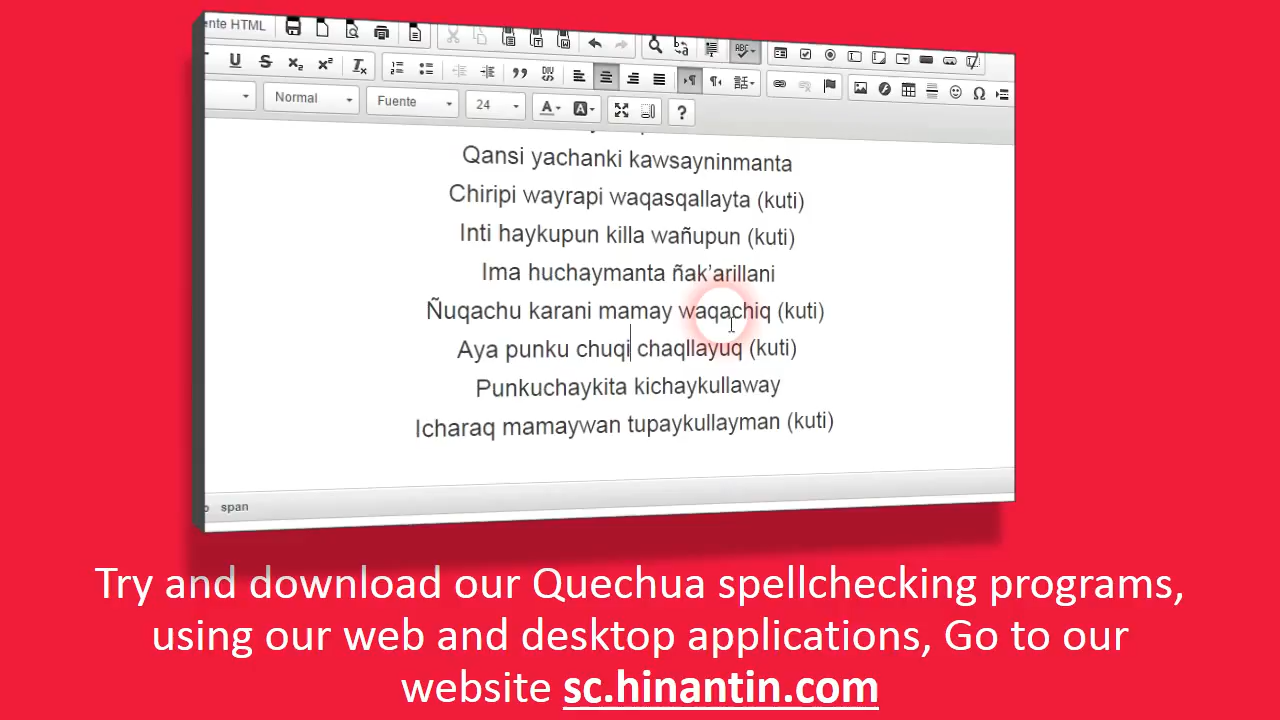 ente HTML
Normal
Fuente
24
Qansi yachanki kawsayninmanta
Chiripi wayrapi waqasqallayta (kuti)
Inti haykupun killa wañupun (kuti)
Ima huchaymanta ñak'arillani
Ñuqachu karani mamay waqachiq (kuti)
Aya punku chuqi chaqllayuq (kuti)
Punkuchaykita kichaykullaway
Icharaq mamaywan tupaykullayman (kuti)
span
Try and download our Quechua spellchecking programs,
using our web and desktop applications, Go to our
website sc.hinantin.com